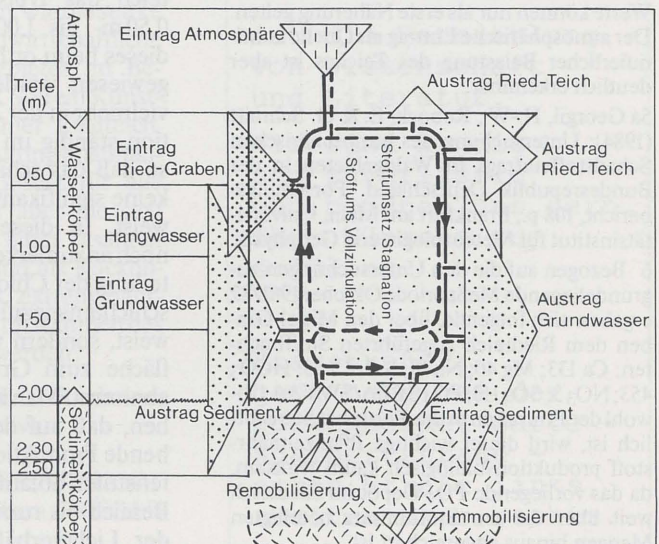 Atmosph.
Eintrag Atmosphäre
Austrag Ried-Teich
Tiefe
(m)
Wasserkörper
Eintrag
oberer Graben
Austrag
Ried-Teich
0,50
Eintrag
Hangwasser
1,00
Stoffumsatz Stagnation
Stoffums. Vollzirkulation
Eintrag
Grundwasser
Austrag
Grundwasser
1,50
2,00
Austrag Sediment
Eintrag Sediment
Sedimentkörper
2,25
2,50
Remobilisierung
Immobilisierung